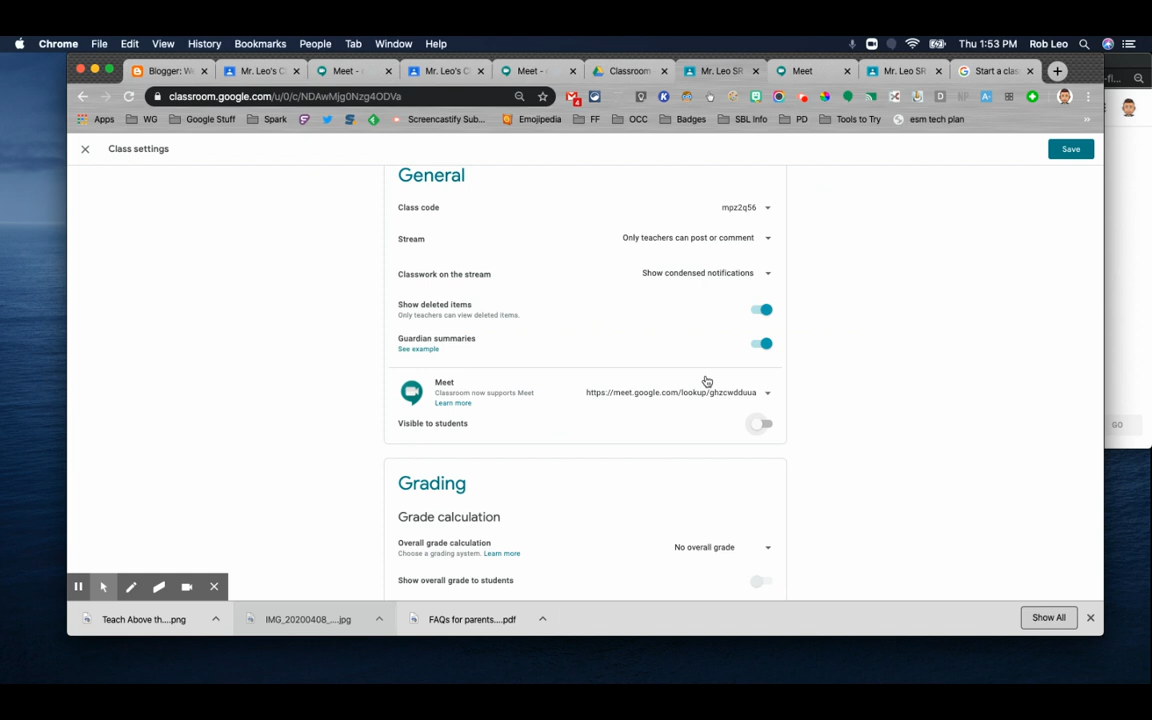 Chrome File Edit View History Bookmarks People Tab Window Help Thu 1:53 PM Rob Leo
Blogger: W Mr. Leo's C Meet - Mr. Leo's C Meet - Classroom Mr. Leo SR Meet Mr. Leo SR Start a clas
classroom.google.com/u/0/c/NDAwMjg0Nzg4ODVa
Apps WG Google Stuff Spark Screencastify Sub... Emojipedia FF OCC Badges SBL Info PD Tools to Try esm tech plan »
Class settings Save
General
Class code mpz2q56
Stream Only teachers can post or comment
Classwork on the stream Show condensed notifications
Show deleted items
Only teachers can view deleted items.
Guardian summaries
See example
Meet
Classroom now supports Meet https://meet.google.com/lookup/ghzcwdduua
Learn more
Visible to students
GO
Grading
Grade calculation
Overall grade calculation No overall grade
Choose a grading system. Learn more
Show overall grade to students
Teach Above th....png IMG_20200408_....jpg FAQs for parents....pdf Show All